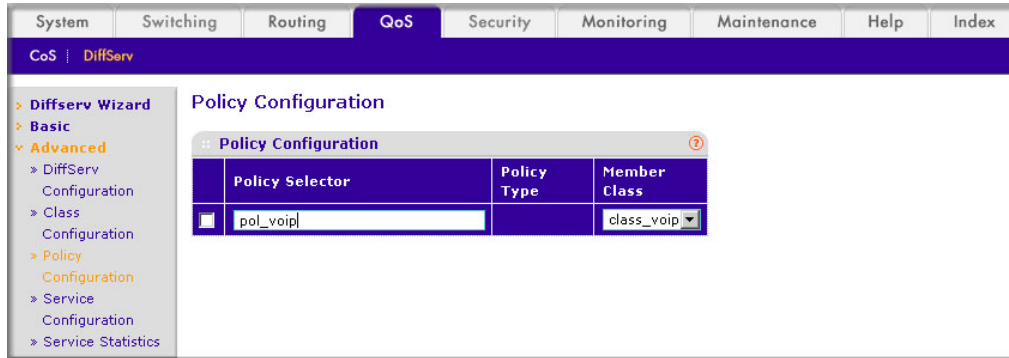 System Switching Routing QoS Security Monitoring Maintenance Help Index
CoS | DiffServ
Diffserv Wizard
Basic
Advanced
» DiffServ
Configuration
» Class
Configuration
» Policy
Configuration
» Service
Configuration
» Service Statistics
Policy Configuration
Policy Configuration ?
Policy Selector
Policy
Type
Member
Class
pol_voip
class_voip